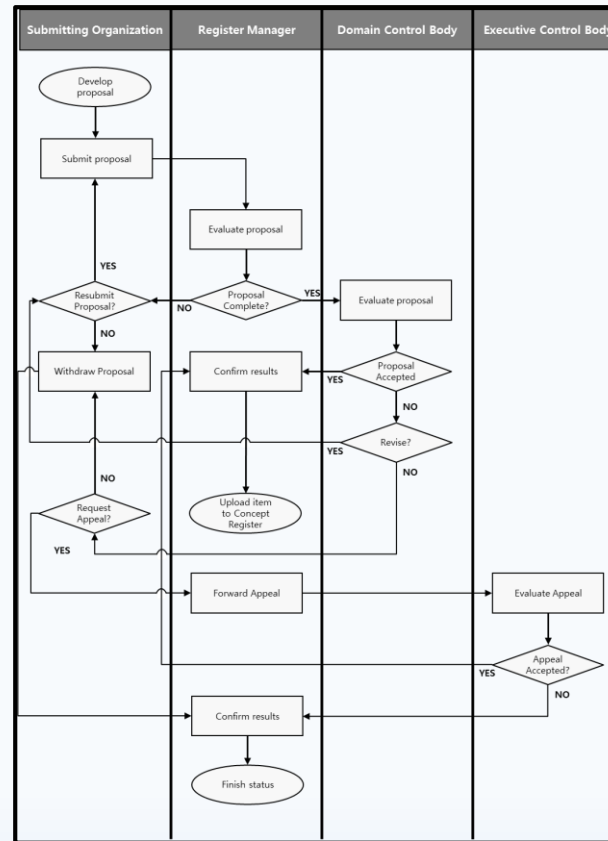 Submitting Organization
Register Manager
Domain Control Body
Executive Control Body
Develop
proposal
Submit proposal
Evaluate proposal
YES
Resubmit
Proposal?
NO
Proposal
Complete?
YES
Evaluate proposal
NO
Withdraw Proposal
Confirm results
YES
Proposal
Accepted
NO
Revise?
YES
NO
NO
Request
Appeal?
YES
Upload item
to Concept
Register
Forward Appeal
Evaluate Appeal
Appeal
Accepted?
YES
NO
Confirm results
Finish status